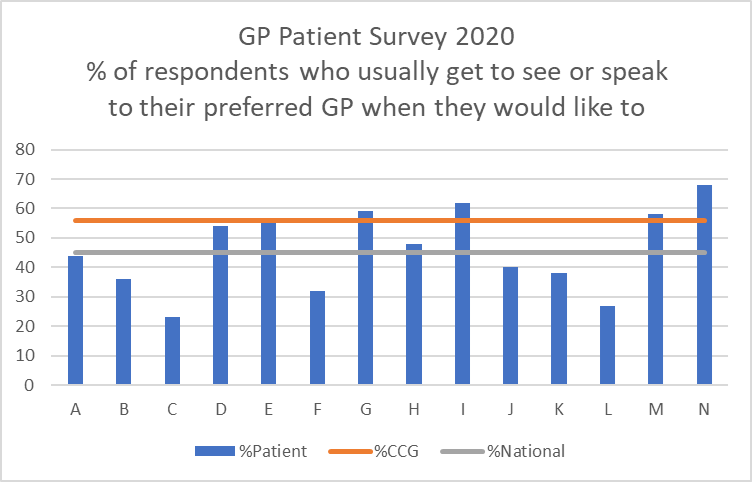 GP Patient Survey 2020
% of respondents who usually get to see or speak
to their preferred GP when they would like to
80
70
60
50
40
30
20
10
0
A B C D E F G H I J K L M N
%Patient %CCG %National